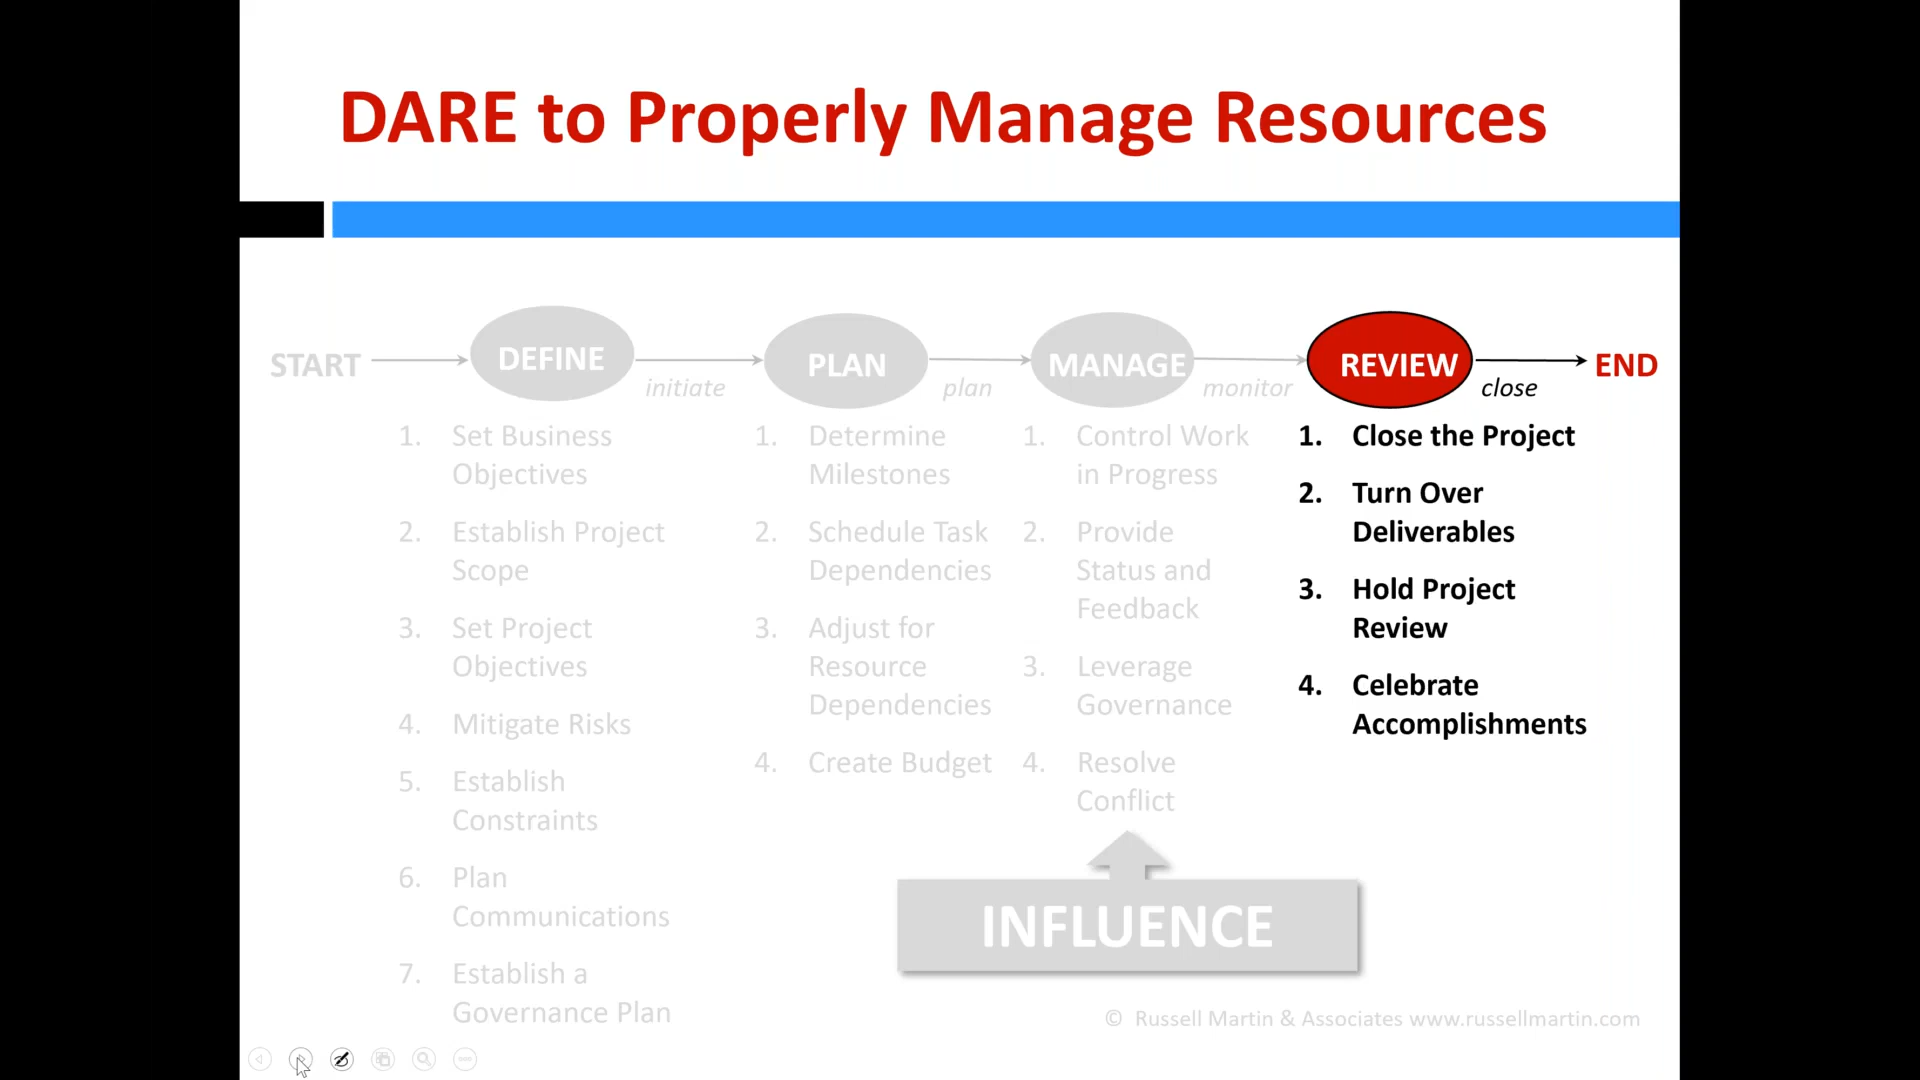 DARE to Properly Manage Resources
START
DEFINE
initiate
PLAN
plan
MANAGE
monitor
REVIEW
close
END
1. Set Business
Objectives
2. Establish Project
Scope
3. Set Project
Objectives
4. Mitigate Risks
5. Establish
Constraints
6. Plan
Communications
7. Establish a
Governance Plan
1. Determine
Milestones
2. Schedule Task
Dependencies
3. Adjust for
Resource
Dependencies
4. Create Budget
1. Control Work
in Progress
2. Provide
Status and
Feedback
3. Leverage
Governance
4. Resolve
Conflict
1. Close the Project
2. Turn Over
Deliverables
3. Hold Project
Review
4. Celebrate
Accomplishments
INFLUENCE
© Russell Martin & Associates www.russellmartin.com